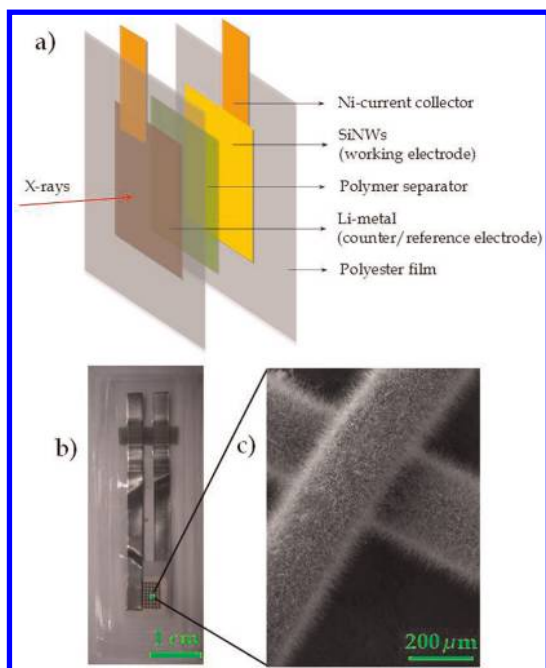 a)
Ni-current collector
SiNWs
(working electrode)
X-rays
Polymer separator
Li-metal
(counter/reference electrode)
Polyester film
b)
c)
1 cm
200 μm